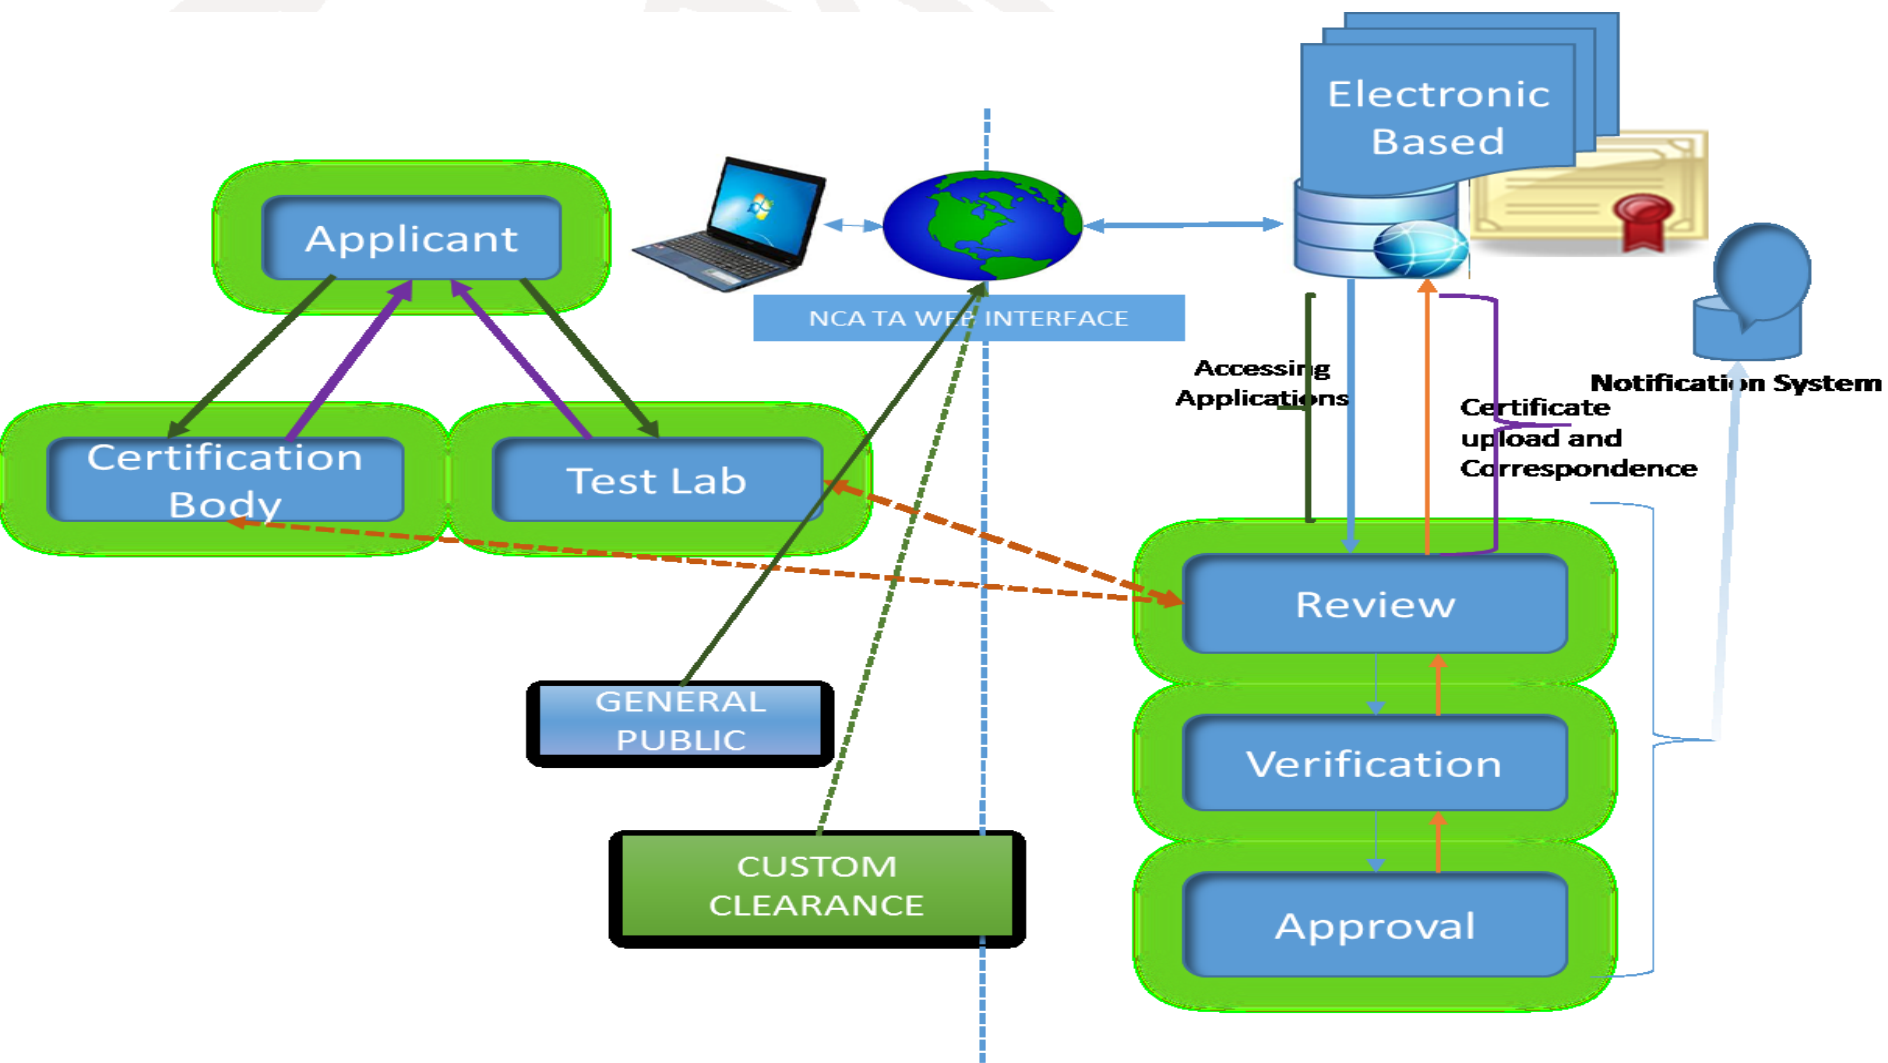 Electronic
Based
Applicant
NCA TA WEB INTERFACE
Accessing
Applications
Notification System
Certificate
upload and
Correspondence
Certification
Body
Test Lab
Review
GENERAL
PUBLIC
Verification
CUSTOM
CLEARANCE
Approval